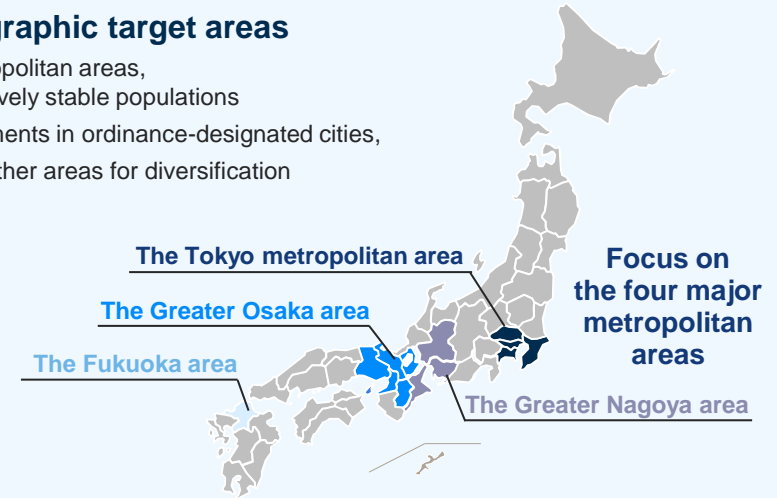 graphic target areas
opolitan areas,
vely stable populations
ments in ordinance-designated cities,
ther areas for diversification
The Tokyo metropolitan area
Focus on
the four major
metropolitan
areas
The Greater Osaka area
The Fukuoka area
The Greater Nagoya area